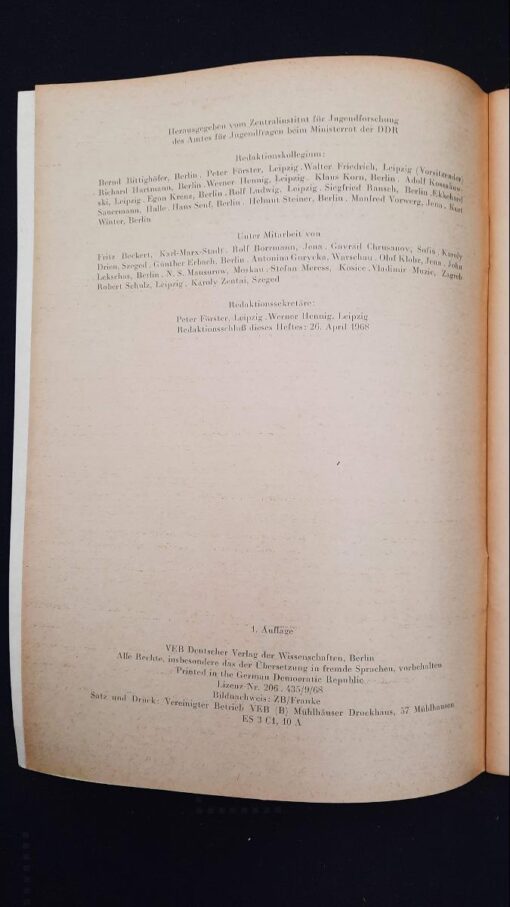 Herausgegeben vom Zentralinstitut für Jugendforschung
des Amtes für Jugendfragen beim Ministerrat der DDR
Redaktionskollegium:
Bernd Bittighöfer, Berlin . Peter Förster, Leipzig . Walter Friedrich, Leipzig (Vorsitzender)
. Richard Hartmann, Berlin . Werner Hennig, Leipzig . Klaus Korn, Berlin . Adolf Kossakow-
ski, Leipzig . Egon Krenz, Berlin . Rolf Ludwig, Leipzig . Siegfried Rausch, Berlin . Ekkehard
Sauermann, Halle . Hans Senf, Berlin . Helmut Steiner, Berlin . Manfred Vorwerg, Jena . Kurt
Winter, Berlin
Unter Mitarbeit von
Fritz Beckert, Karl-Marx-Stadt . Rolf Borrmann, Jena . Gawrail Chrusanov, Sofia . Karoly
Drien, Szeged . Günther Erbach, Berlin . Antonina Gurycka, Warschau . Olof Klohr, Jena . John
Lekschas, Berlin . N. S. Mansurow, Moskau . Stefan Meress, Kosice . Vladimir Muzic, Zagreb
Robert Schulz, Leipzig . Karoly Zentai, Szeged
Redaktionssekretäre:
Peter Förster, Leipzig . Werner Hennig, Leipzig
Redaktionsschluß dieses Heftes: 26. April 1968
1. Auflage
VEB Deutscher Verlag der Wissenschaften, Berlin
Alle Rechte, insbesondere das der Übersetzung in fremde Sprachen, vorbehalten
Printed in the German Democratic Republic
Lizenz-Nr. 206 . 435/9/68
Bildnachweis: ZB/Franke
Satz und Druck: Vereinigter Betrieb VEB (B) Mühlhäuser Druckhaus, 57 Mühlhausen
ES 3 C1, 10 A